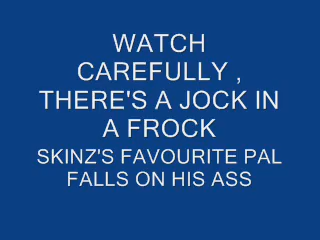 WATCH
CAREFULLY ,
THERE'S A JOCK IN
A FROCK
SKINZ'S FAVOURITE PAL
FALLS ON HIS ASS